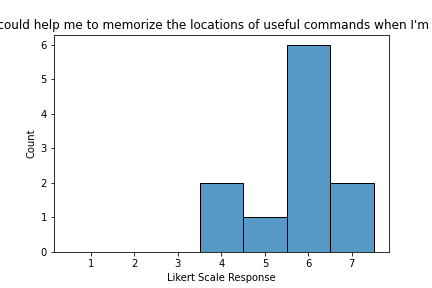 could help me to memorize the locations of useful commands when I'm
6
5
4
3
2
1
0
Count
1 2 3 4 5 6 7
Likert Scale Response